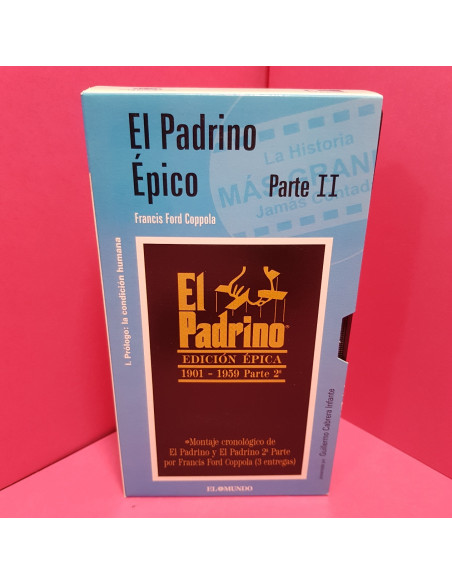 El Padrino
Épico
Parte II
Francis Ford Coppola
La Historia
MÁS GRAN
Jamás Contad
I. Prólogo: la condición humana
El
Padrino
EDICIÓN ÉPICA
1901 - 1959 Parte 2ª
Montaje cronológico de
El Padrino y El Padrino 2ª Parte
por Francis Ford Coppola (3 entregas)
Guillermo Cabrera Infante
EL MUNDO